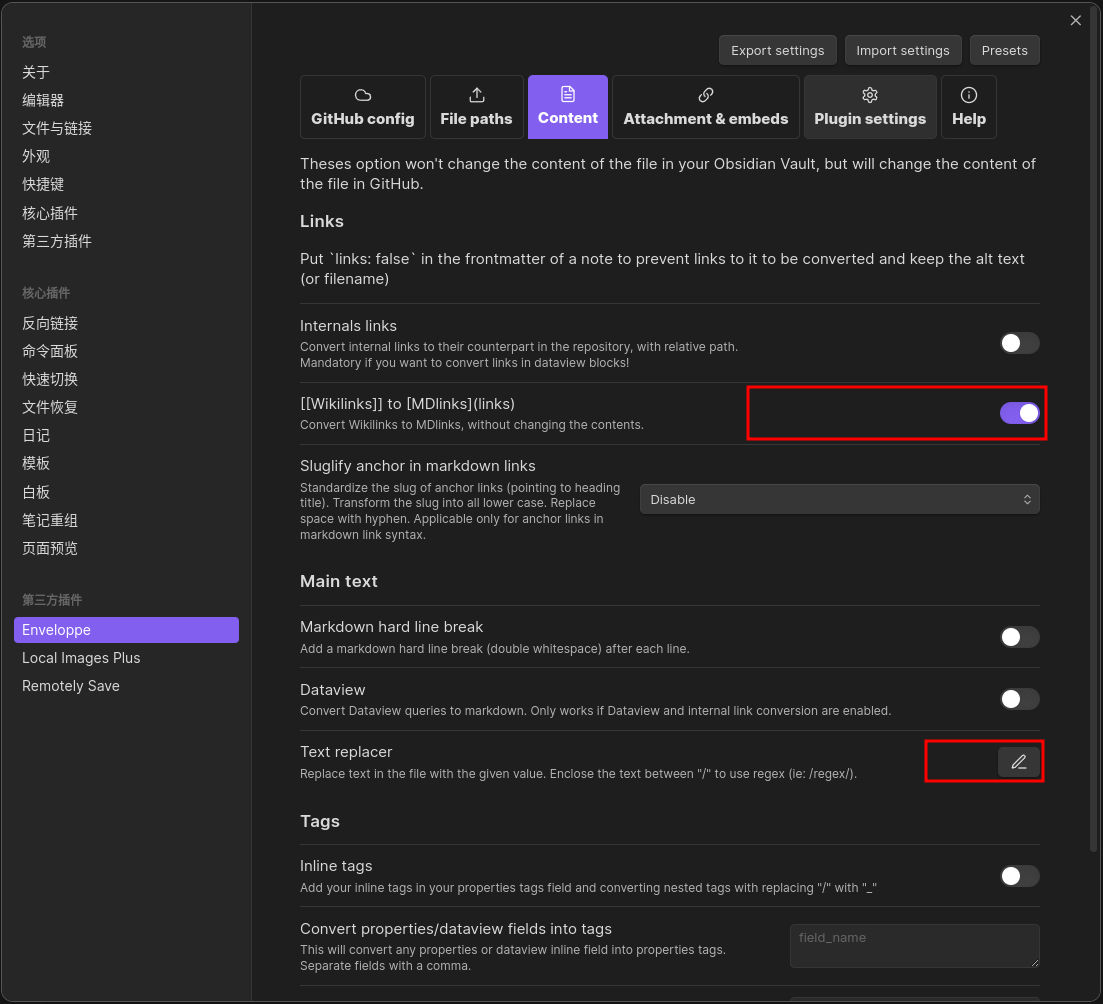 选项
关于
编辑器
文件与链接
外观
快捷键
核心插件
第三方插件
核心插件
反向链接
命令面板
快速切换
文件恢复
日记
模板
白板
笔记重组
页面预览
第三方插件
Enveloppe
Local Images Plus
Remotely Save
Export settings
Import settings
Presets
GitHub config
File paths
Content
Attachment & embeds
Plugin settings
Help
Theses option won't change the content of the file in your Obsidian Vault, but will change the content of
the file in GitHub.
Links
Put `links: false` in the frontmatter of a note to prevent links to it to be converted and keep the alt text
(or filename)
Internals links
Convert internal links to their counterpart in the repository, with relative path.
Mandatory if you want to convert links in dataview blocks!
[[Wikilinks]] to [MDlinks](links)
Convert Wikilinks to MDlinks, without changing the contents.
Sluglify anchor in markdown links
Standardize the slug of anchor links (pointing to heading
title). Transform the slug into all lower case. Replace
space with hyphen. Applicable only for anchor links in
markdown link syntax.
Disable
Main text
Markdown hard line break
Add a markdown hard line break (double whitespace) after each line.
Dataview
Convert Dataview queries to markdown. Only works if Dataview and internal link conversion are enabled.
Text replacer
Replace text in the file with the given value. Enclose the text between "/" to use regex (ie: /regex/).
Tags
Inline tags
Add your inline tags in your properties tags field and converting nested tags with replacing "/" with "_"
Convert properties/dataview fields into tags
This will convert any properties or dataview inline field into properties tags.
Separate fields with a comma.
field_name